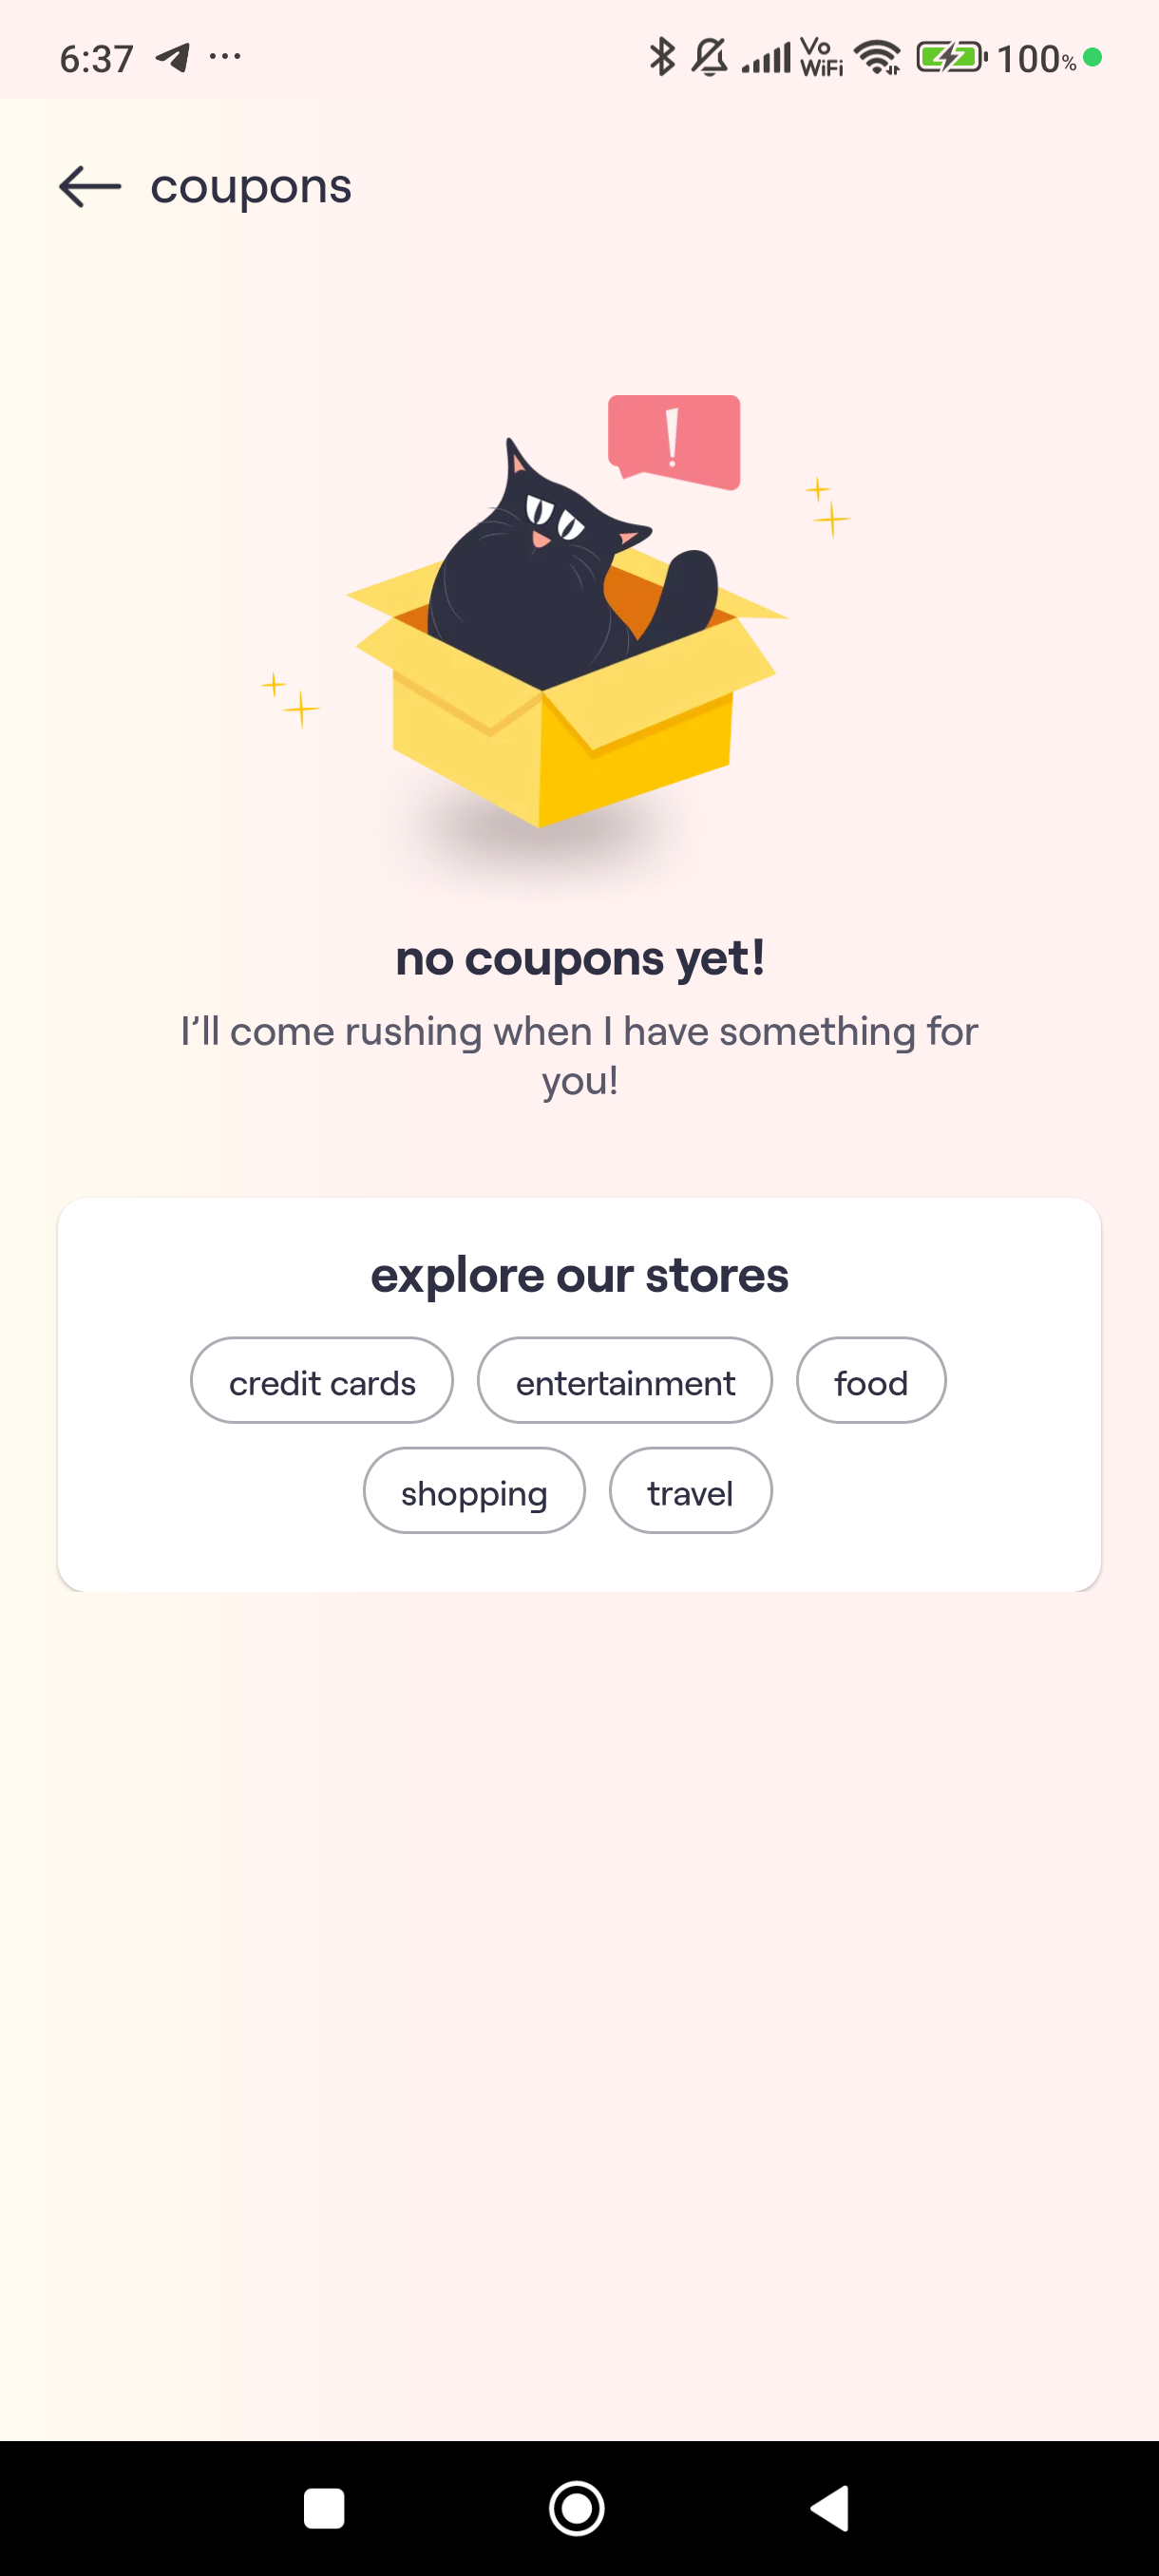 6:37 ... Vo WiFi 100%
coupons
!
no coupons yet!
I'll come rushing when I have something for
you!
explore our stores
credit cards entertainment food
shopping travel